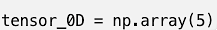 tensor_0D = np.array(5)